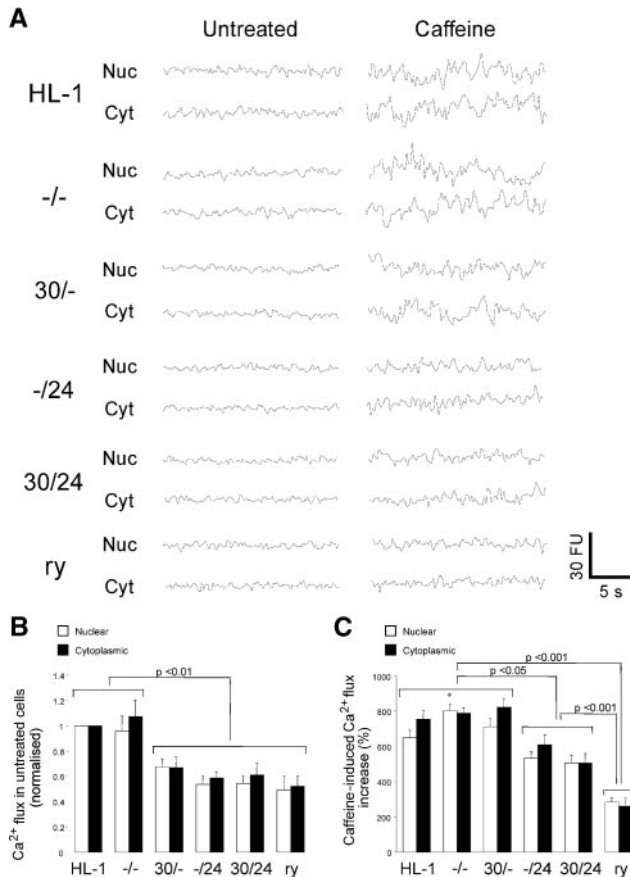 A
Untreated Caffeine
HL-1 Nuc
Cyt
-/- Nuc
Cyt
30/- Nuc
Cyt
-/24 Nuc
Cyt
30/24 Nuc
Cyt
ry Nuc
Cyt
30 FU
5 s
B
Nuclear
Cytoplasmic
p <0.01
Ca2+ flux in untreated cells
(normalised)
1.4
1.2
1
0.8
0.6
0.4
0.2
0
HL-1 -/- 30/- -/24 30/24 ry
C
Nuclear
Cytoplasmic
p <0.001
p <0.05
p <0.001
*
Caffeine-induced Ca2+ flux
increase (%)
1000
800
600
400
200
0
HL-1 -/- 30/- -/24 30/24 ry